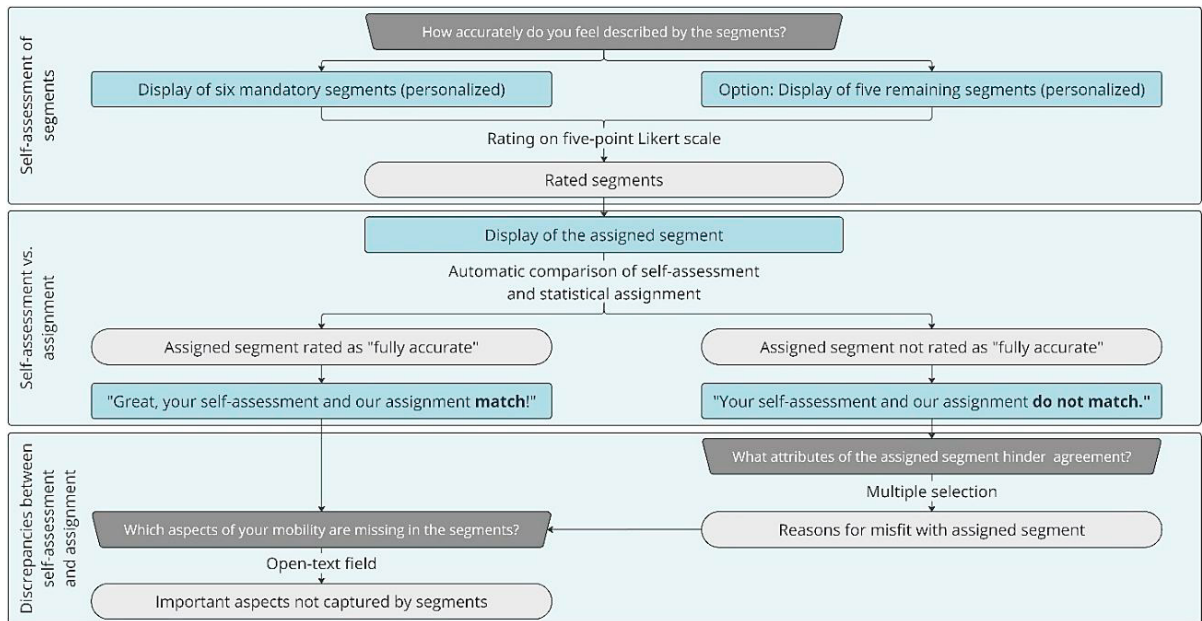 Self-assessment of
segments
How accurately do you feel described by the segments?
Display of six mandatory segments (personalized)
Option: Display of five remaining segments (personalized)
Rating on five-point Likert scale
Rated segments
Self-assessment vs.
assignment
Display of the assigned segment
Automatic comparison of self-assessment
and statistical assignment
Assigned segment rated as "fully accurate"
Assigned segment not rated as "fully accurate"
"Great, your self-assessment and our assignment match!"
"Your self-assessment and our assignment do not match."
Discrepancies between
self-assessment
and assignment
What attributes of the assigned segment hinder agreement?
Multiple selection
Which aspects of your mobility are missing in the segments?
Reasons for misfit with assigned segment
Open-text field
Important aspects not captured by segments